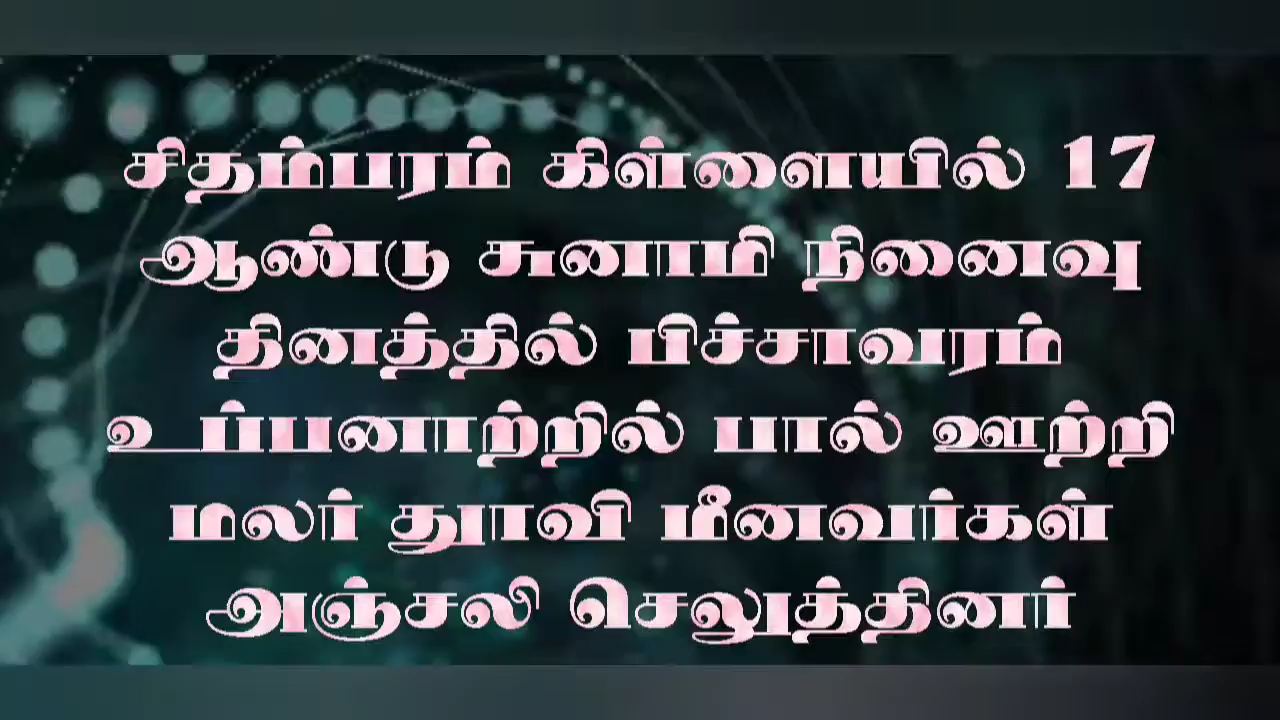 சிதம்பரம் கிள்ளையில் 17
ஆண்டு சுனாமி நினைவு
தினத்தில் பிச்சாவரம்
உப்பனாற்றில் பால் ஊற்றி
மலர் தூவி மீனவர்கள்
அஞ்சலி செலுத்தினர்